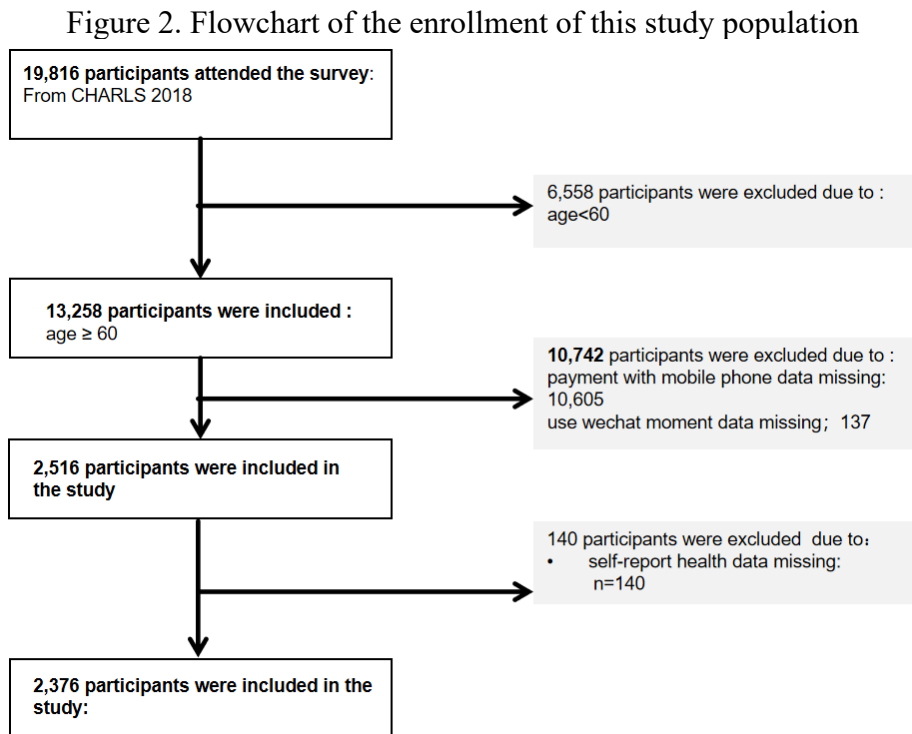 Figure 2. Flowchart of the enrollment of this study population
19,816 participants attended the survey:
From CHARLS 2018
6,558 participants were excluded due to :
age<60
13,258 participants were included :
age ≥ 60
10,742 participants were excluded due to :
payment with mobile phone data missing:
10,605
use wechat moment data missing；137
2,516 participants were included in
the study
140 participants were excluded due to：
• self-report health data missing:
n=140
2,376 participants were included in the
study: